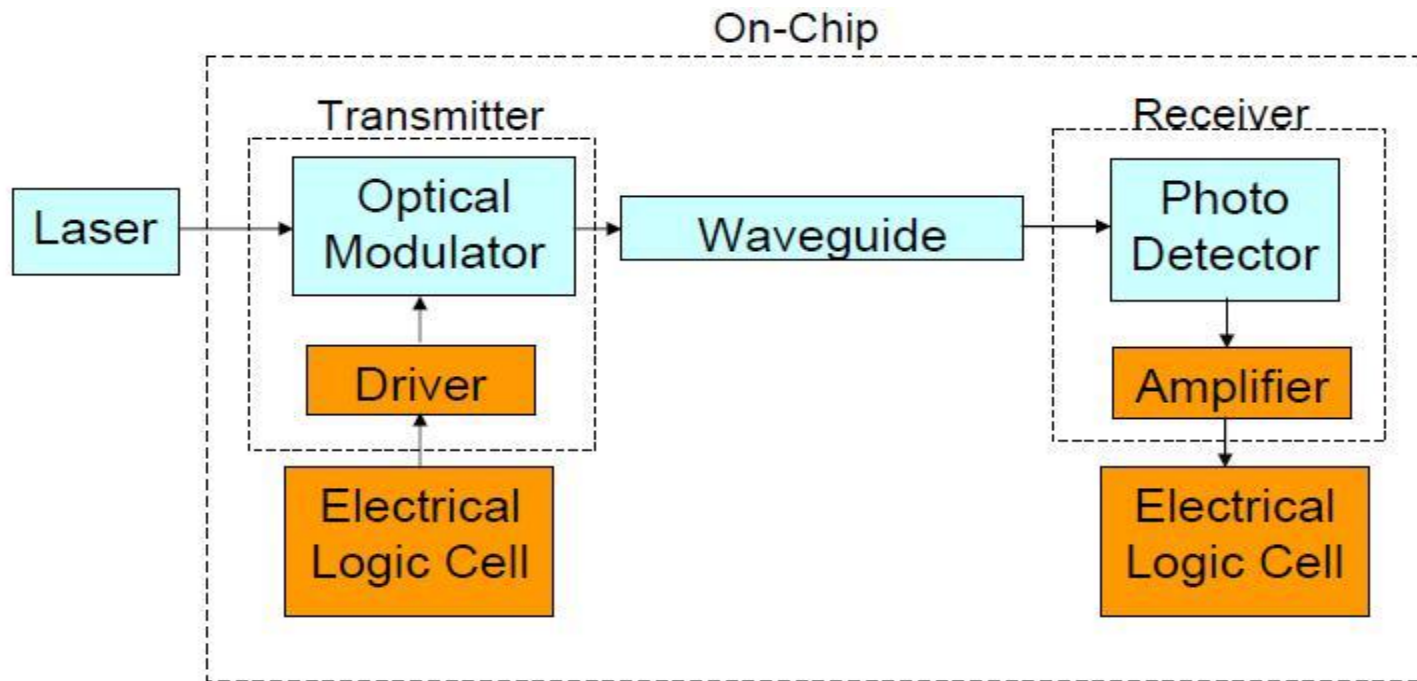 On-Chip
Transmitter
Receiver
Laser
Optical
Modulator
Waveguide
Photo
Detector
Driver
Amplifier
Electrical
Logic Cell
Electrical
Logic Cell